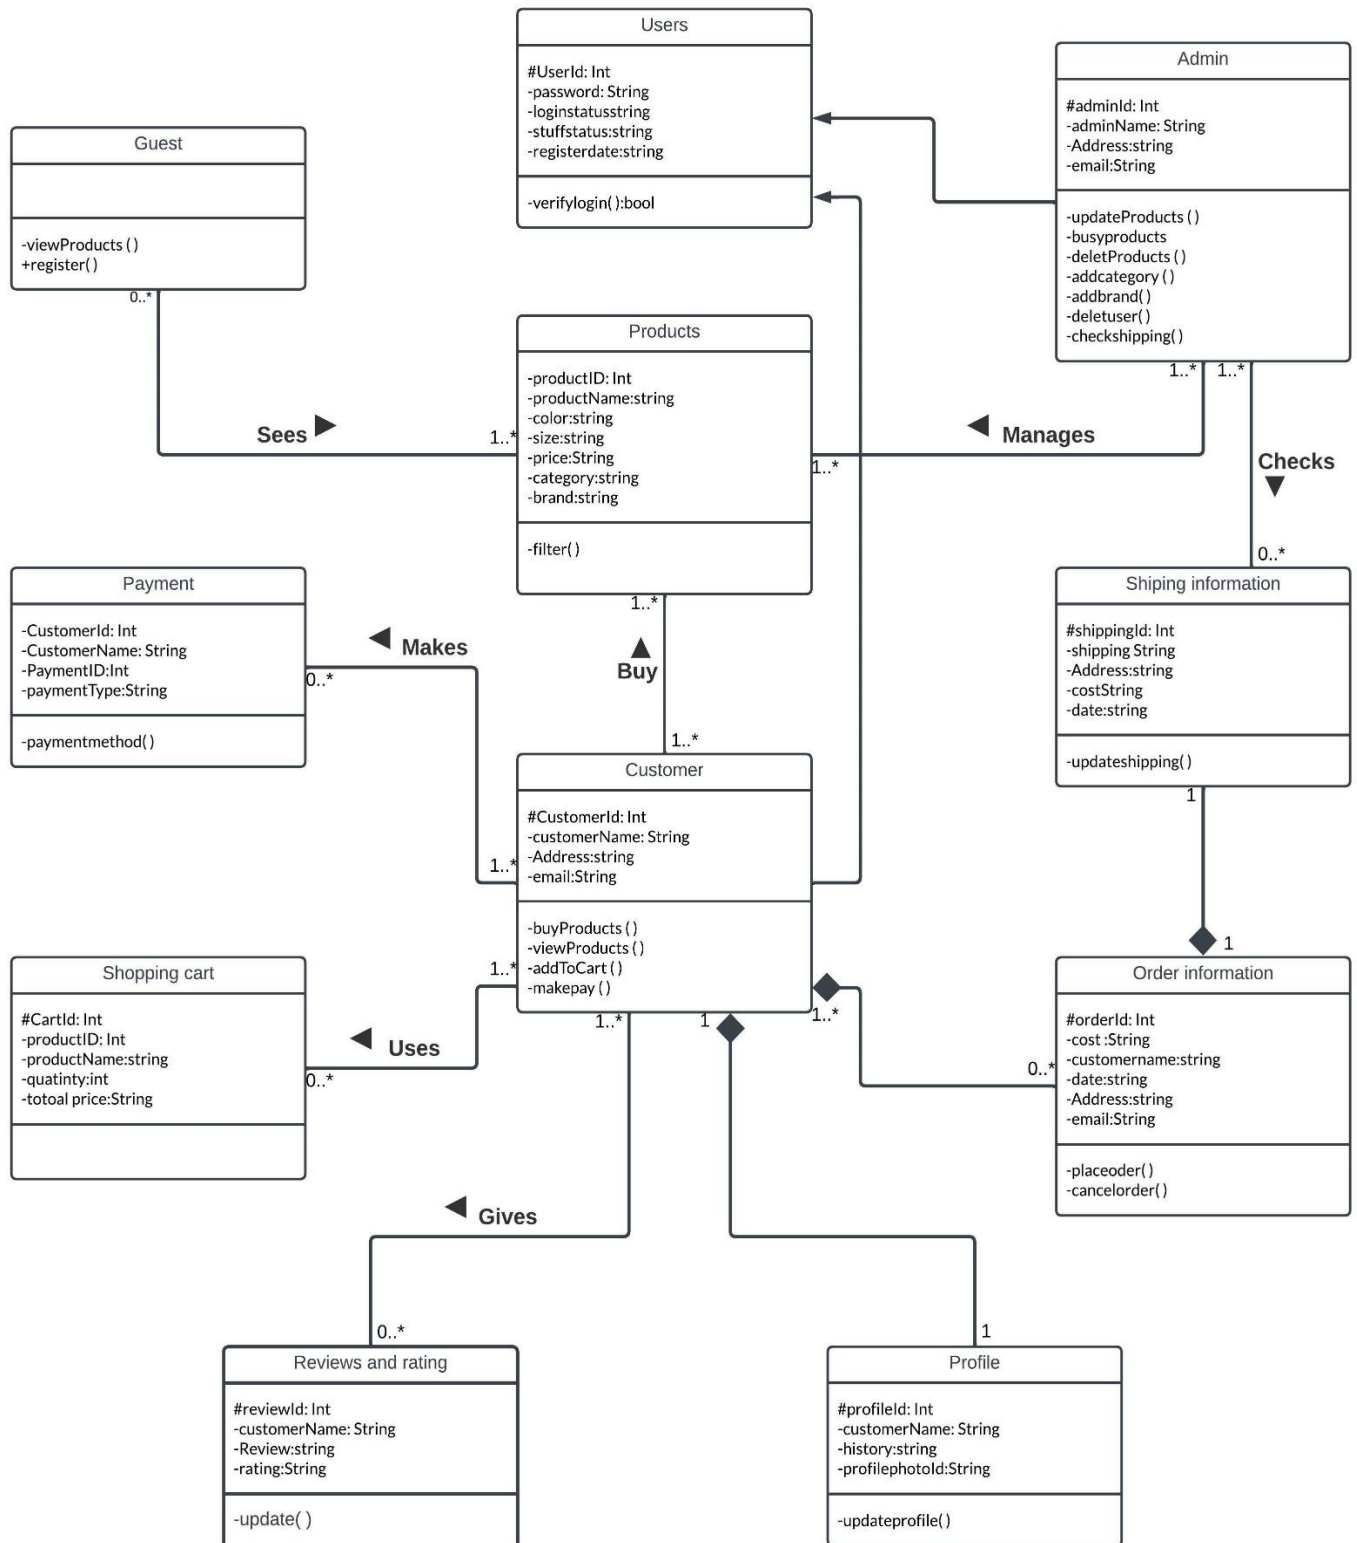 Users
#UserId: Int
-password: String
-loginstatusstring
-stuffstatus:string
-registerdate:string
-verifylogin( ):bool
Admin
#adminId: Int
-adminName: String
-Address:string
-email:String
-updateProducts ( )
-busyproducts
-deletProducts ( )
-addcategory ( )
-addbrand( )
-deletuser( )
-checkshipping( )
Guest
-viewProducts ( )
+register( )
0..*
Sees
1..*
Products
-productID: Int
-productName:string
-color:string
-size:string
-price:String
-category:string
-brand:string
-filter( )
1..*
1..*
Manages
1..*
Checks
0..*
Payment
-CustomerId: Int
-CustomerName: String
-PaymentID:Int
-paymentType:String
-paymentmethod( )
Makes
0..*
1..*
1..*
Buy
1..*
Shiping information
#shippingId: Int
-shipping String
-Address:string
-costString
-date:string
-updateshipping( )
1
1
Customer
#CustomerId: Int
-customerName: String
-Address:string
-email:String
-buyProducts ( )
-viewProducts ( )
-addToCart ( )
-makepay ( )
Shopping cart
#CartId: Int
-productID: Int
-productName:string
-quatinty:int
-totoal price:String
1..*
Uses
0..*
1..*
1
1..*
0..*
Order information
#orderId: Int
-cost :String
-customername:string
-date:string
-Address:string
-email:String
-placeoder( )
-cancelorder( )
Gives
0..*
1
Reviews and rating
#reviewId: Int
-customerName: String
-Review:string
-rating:String
-update( )
Profile
#profileId: Int
-customerName: String
-history:string
-profilephotoId:String
-updateprofile( )